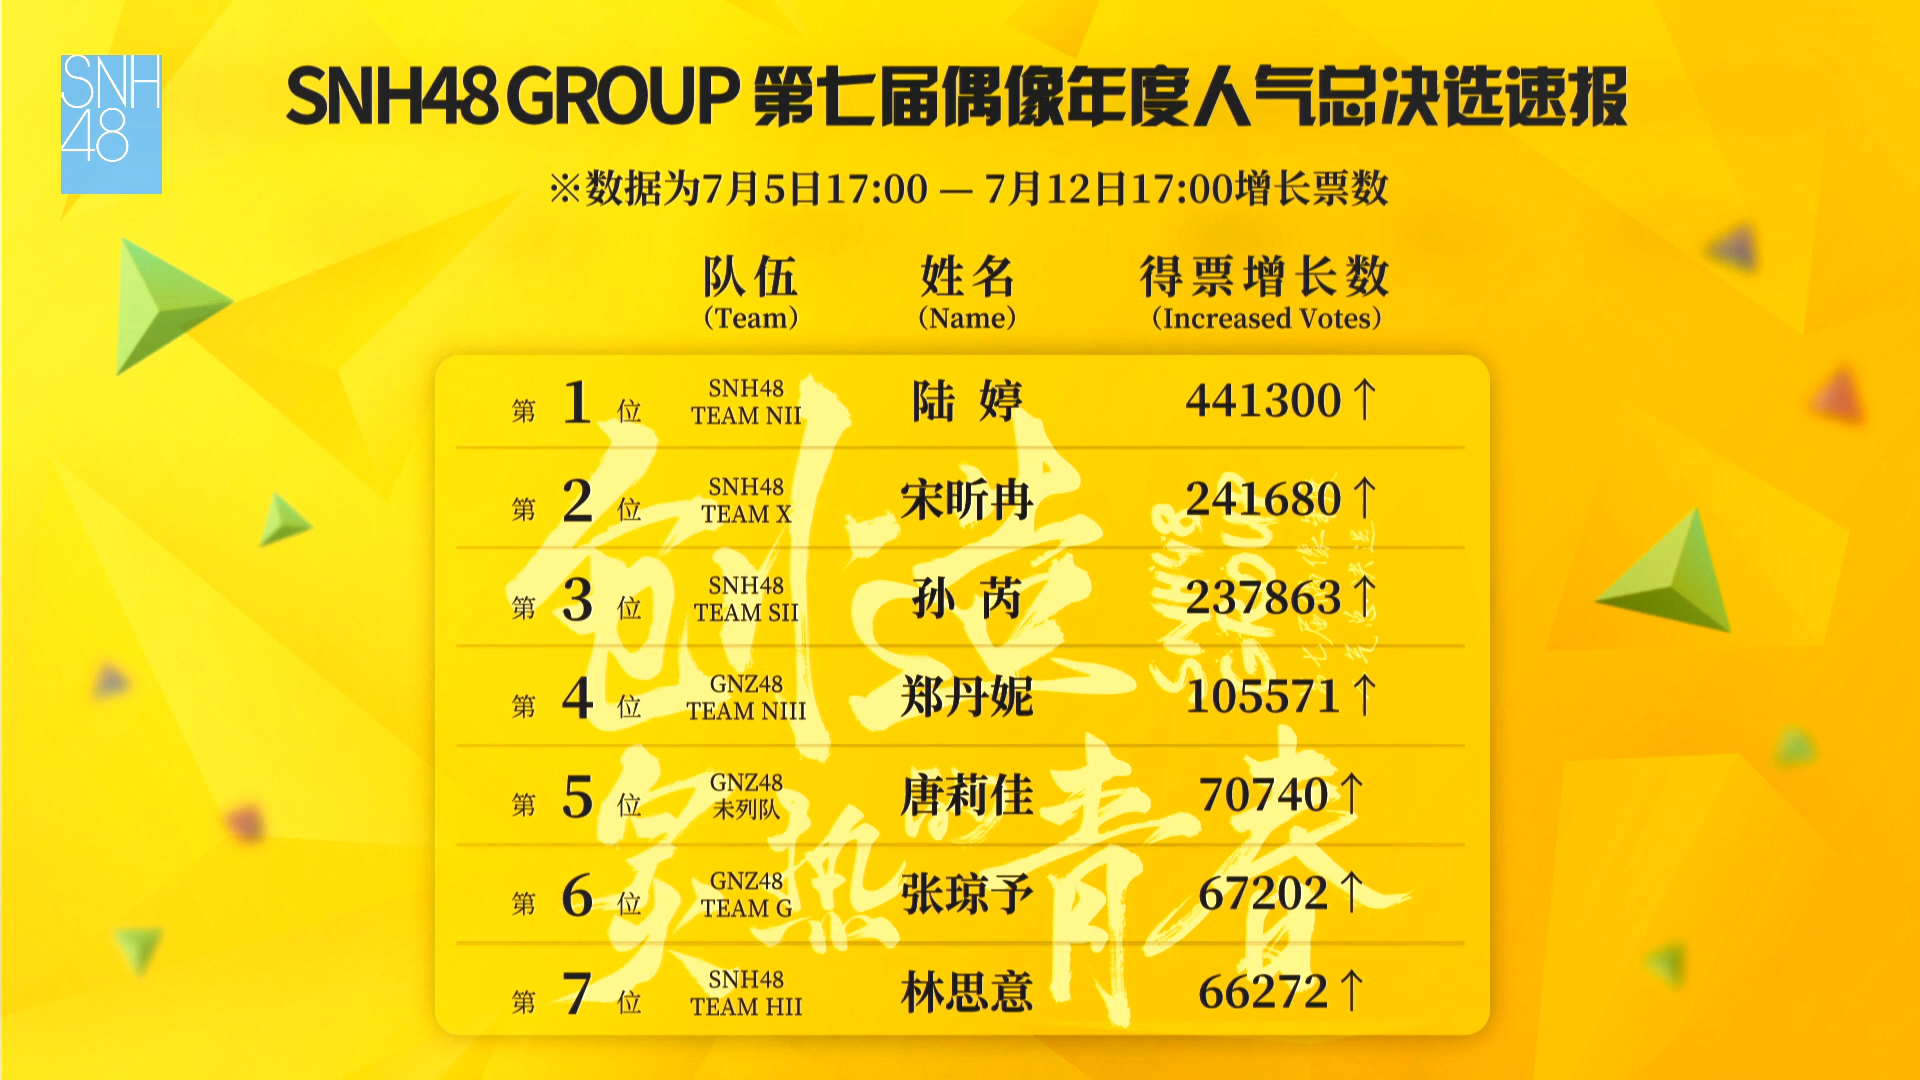 SNH
48
SNH48 GROUP 第七届偶像年度人气总决选速报
※数据为7月5日17:00 — 7月12日17:00增长票数
队伍 姓名 得票增长数
(Team) (Name) (Increased Votes)
第 1 位 SNH48 TEAM NII 陆 婷 441300↑
第 2 位 SNH48 TEAM X 宋昕冉 241680↑
第 3 位 SNH48 TEAM SII 孙 芮 237863↑
第 4 位 GNZ48 TEAM NIII 郑丹妮 105571↑
第 5 位 GNZ48 未列队 唐莉佳 70740↑
第 6 位 GNZ48 TEAM G 张琼予 67202↑
第 7 位 SNH48 TEAM HII 林思意 66272↑
创造
炙热的青春
SNH48
GROUP